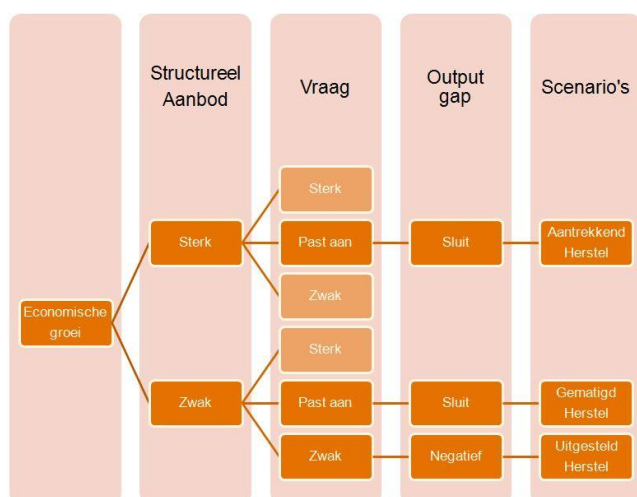 Structureel
Aanbod
Vraag
Output
gap
Scenario's
Sterk
Sterk
Past aan
Sluit
Aantrekkend
Herstel
Zwak
Economische
groei
Sterk
Zwak
Past aan
Sluit
Gematigd
Herstel
Zwak
Negatief
Uitgesteld
Herstel